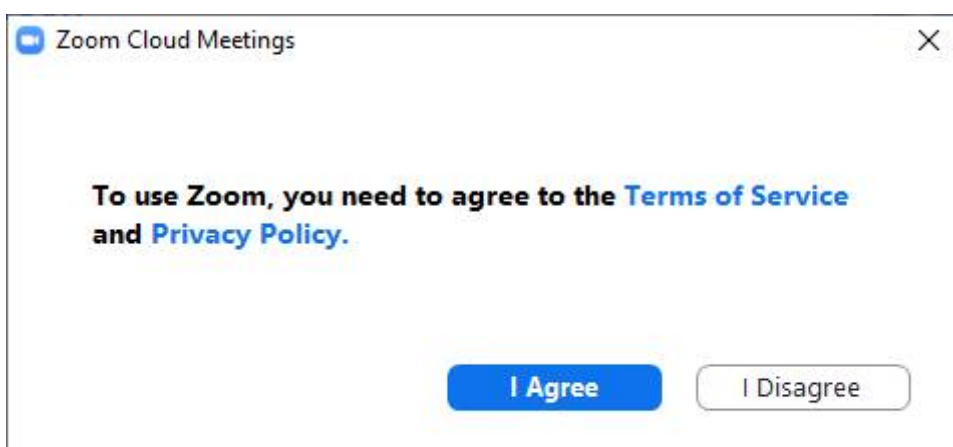 Zoom Cloud Meetings
To use Zoom, you need to agree to the Terms of Service
and Privacy Policy.
I Agree
I Disagree